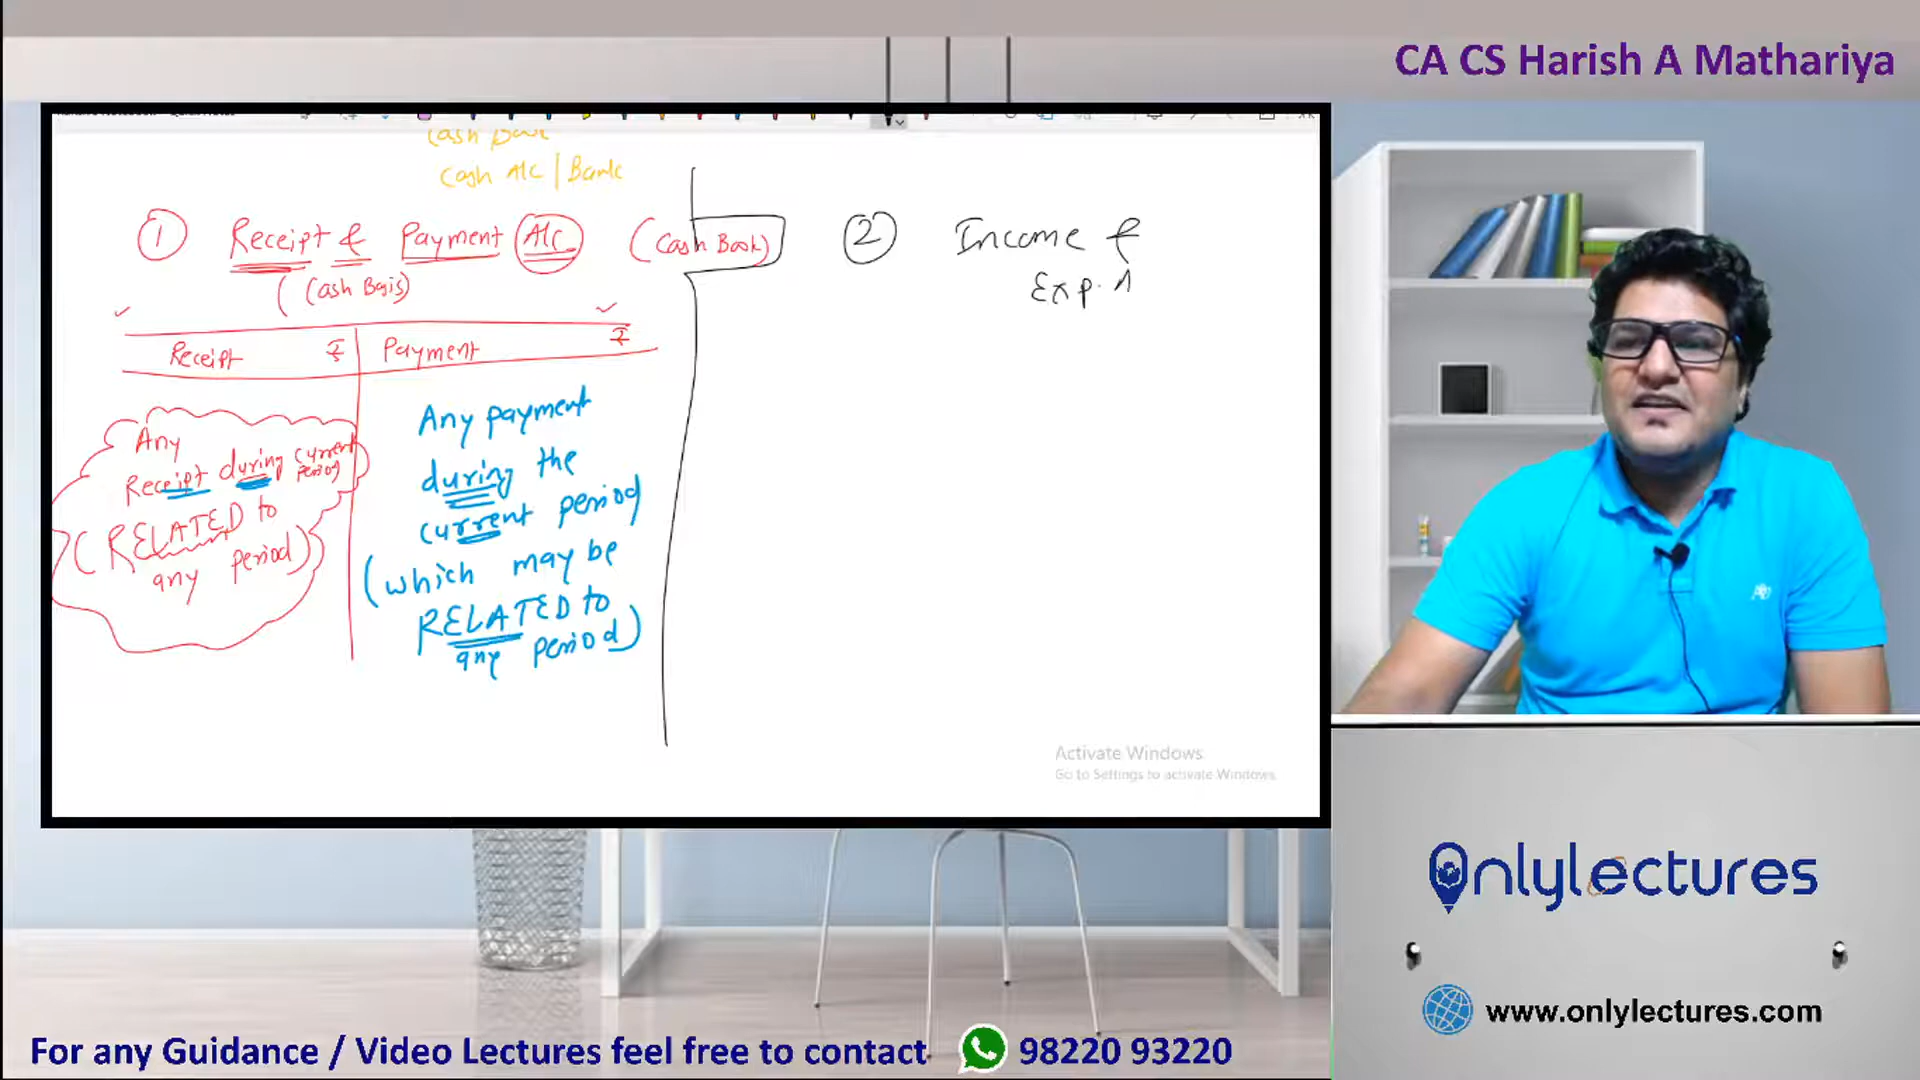 CA CS Harish A Mathariya
Cash Book
Cash A/c | Bank
① Receipt & Payment A/c (Cash Book)
(Cash Basis)
Receipt ₹ Payment ₹
Any
Receipt during current
period
(RELATED to
any period)
Any payment
during the
current period
(which may be
RELATED to
any period)
② Income &
Exp. A
Activate Windows
Go to Settings to activate Windows.
Onlylectures
www.onlylectures.com
For any Guidance / Video Lectures feel free to contact 98220 93220